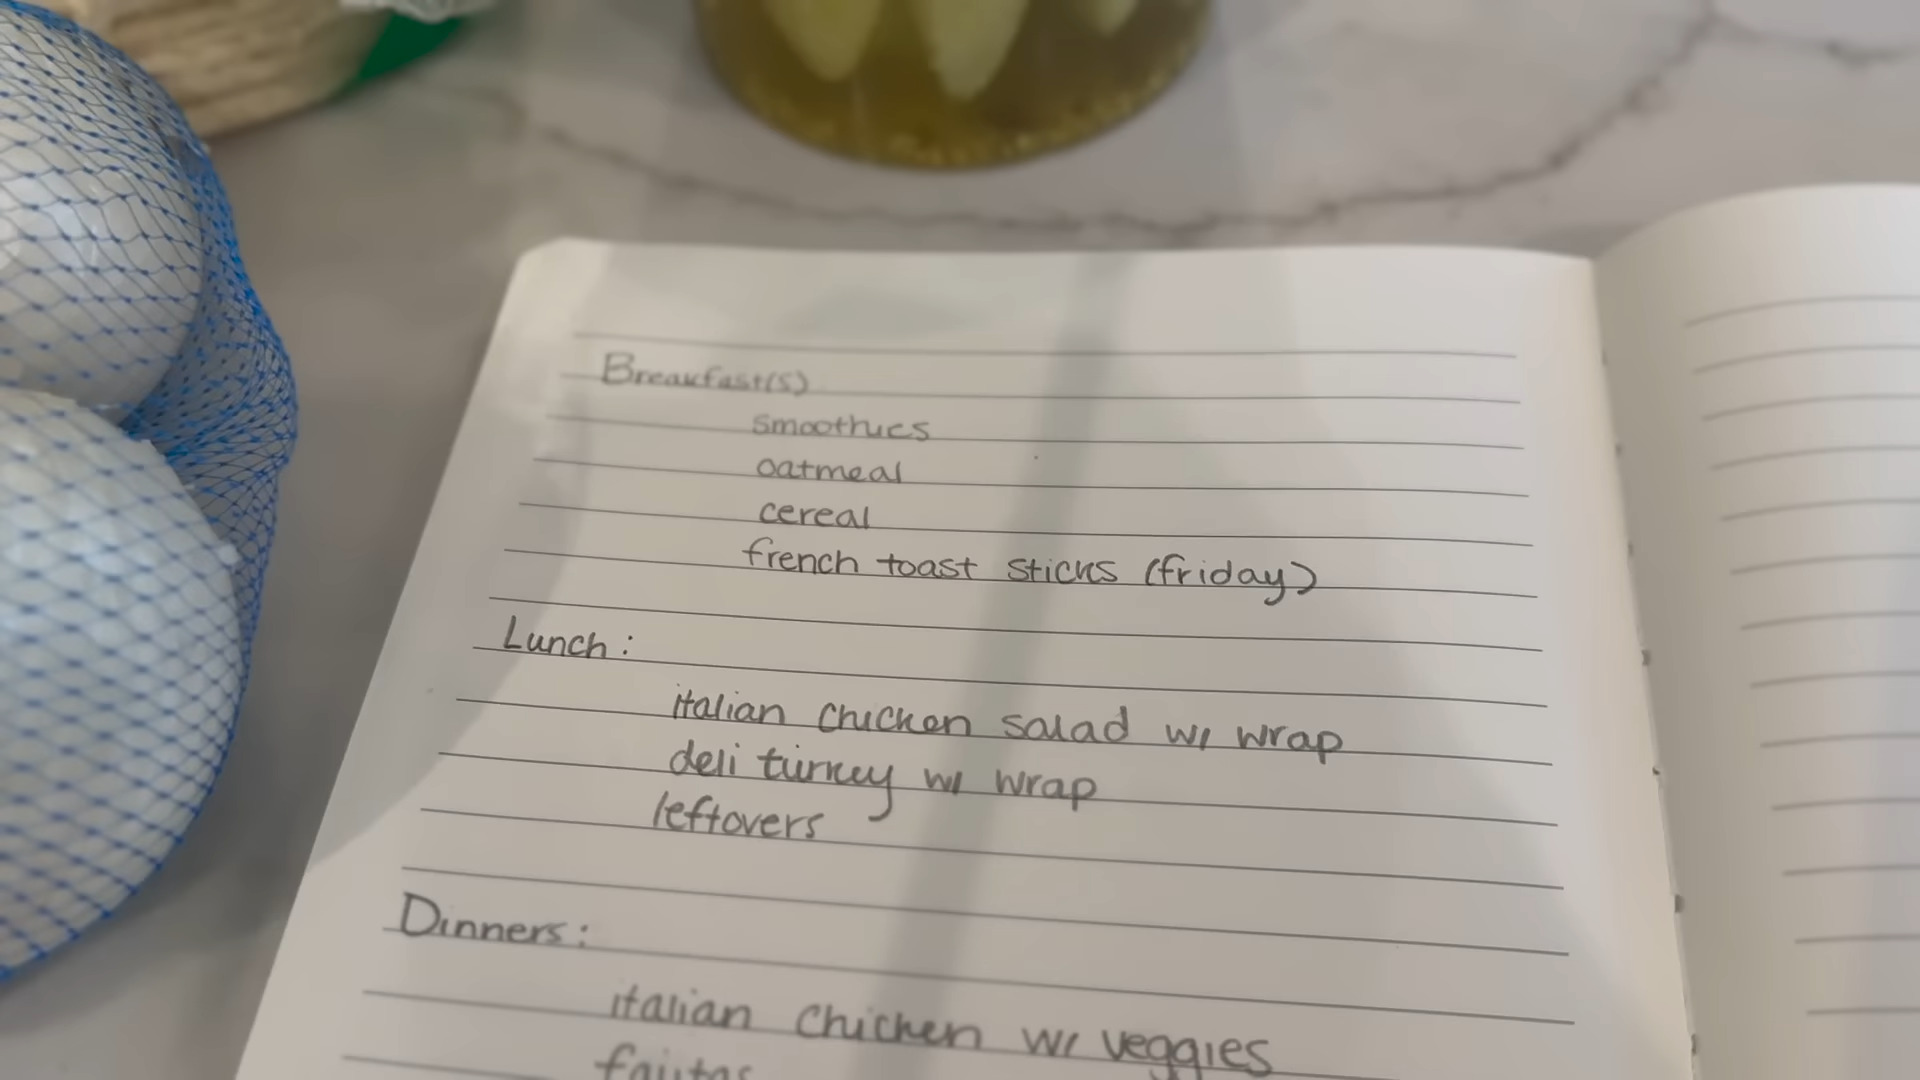 Breakfast(s)
smoothies
oatmeal
cereal
french toast sticks (friday)
Lunch :
italian chicken salad w/ wrap
deli turkey w/ wrap
leftovers
Dinners :
italian chicken w/ veggies
fajitas